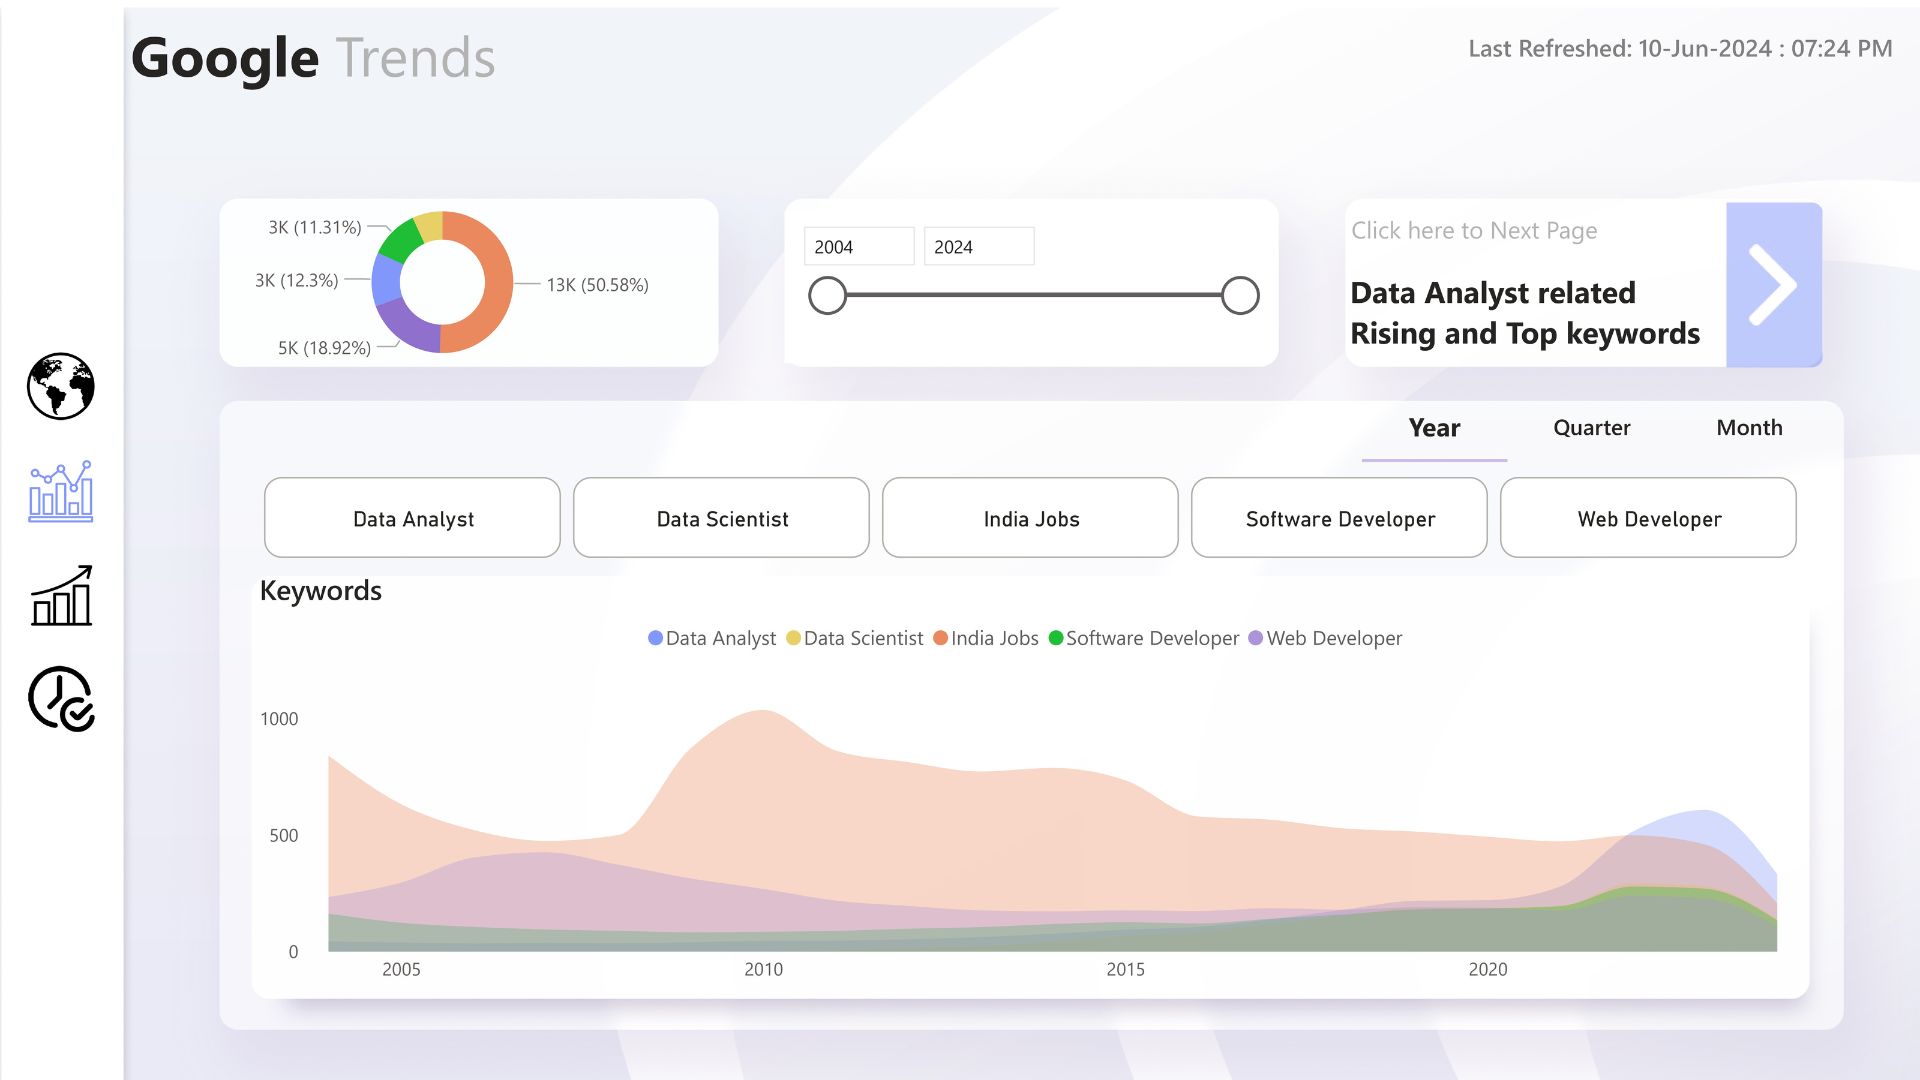 Google Trends
Last Refreshed: 10-Jun-2024 : 07:24 PM
3K (11.31%)
3K (12.3%)
13K (50.58%)
5K (18.92%)
2004
2024
Click here to Next Page
Data Analyst related
Rising and Top keywords
Year
Quarter
Month
Data Analyst
Data Scientist
India Jobs
Software Developer
Web Developer
Keywords
Data Analyst Data Scientist India Jobs Software Developer Web Developer
1000
500
0
2005
2010
2015
2020